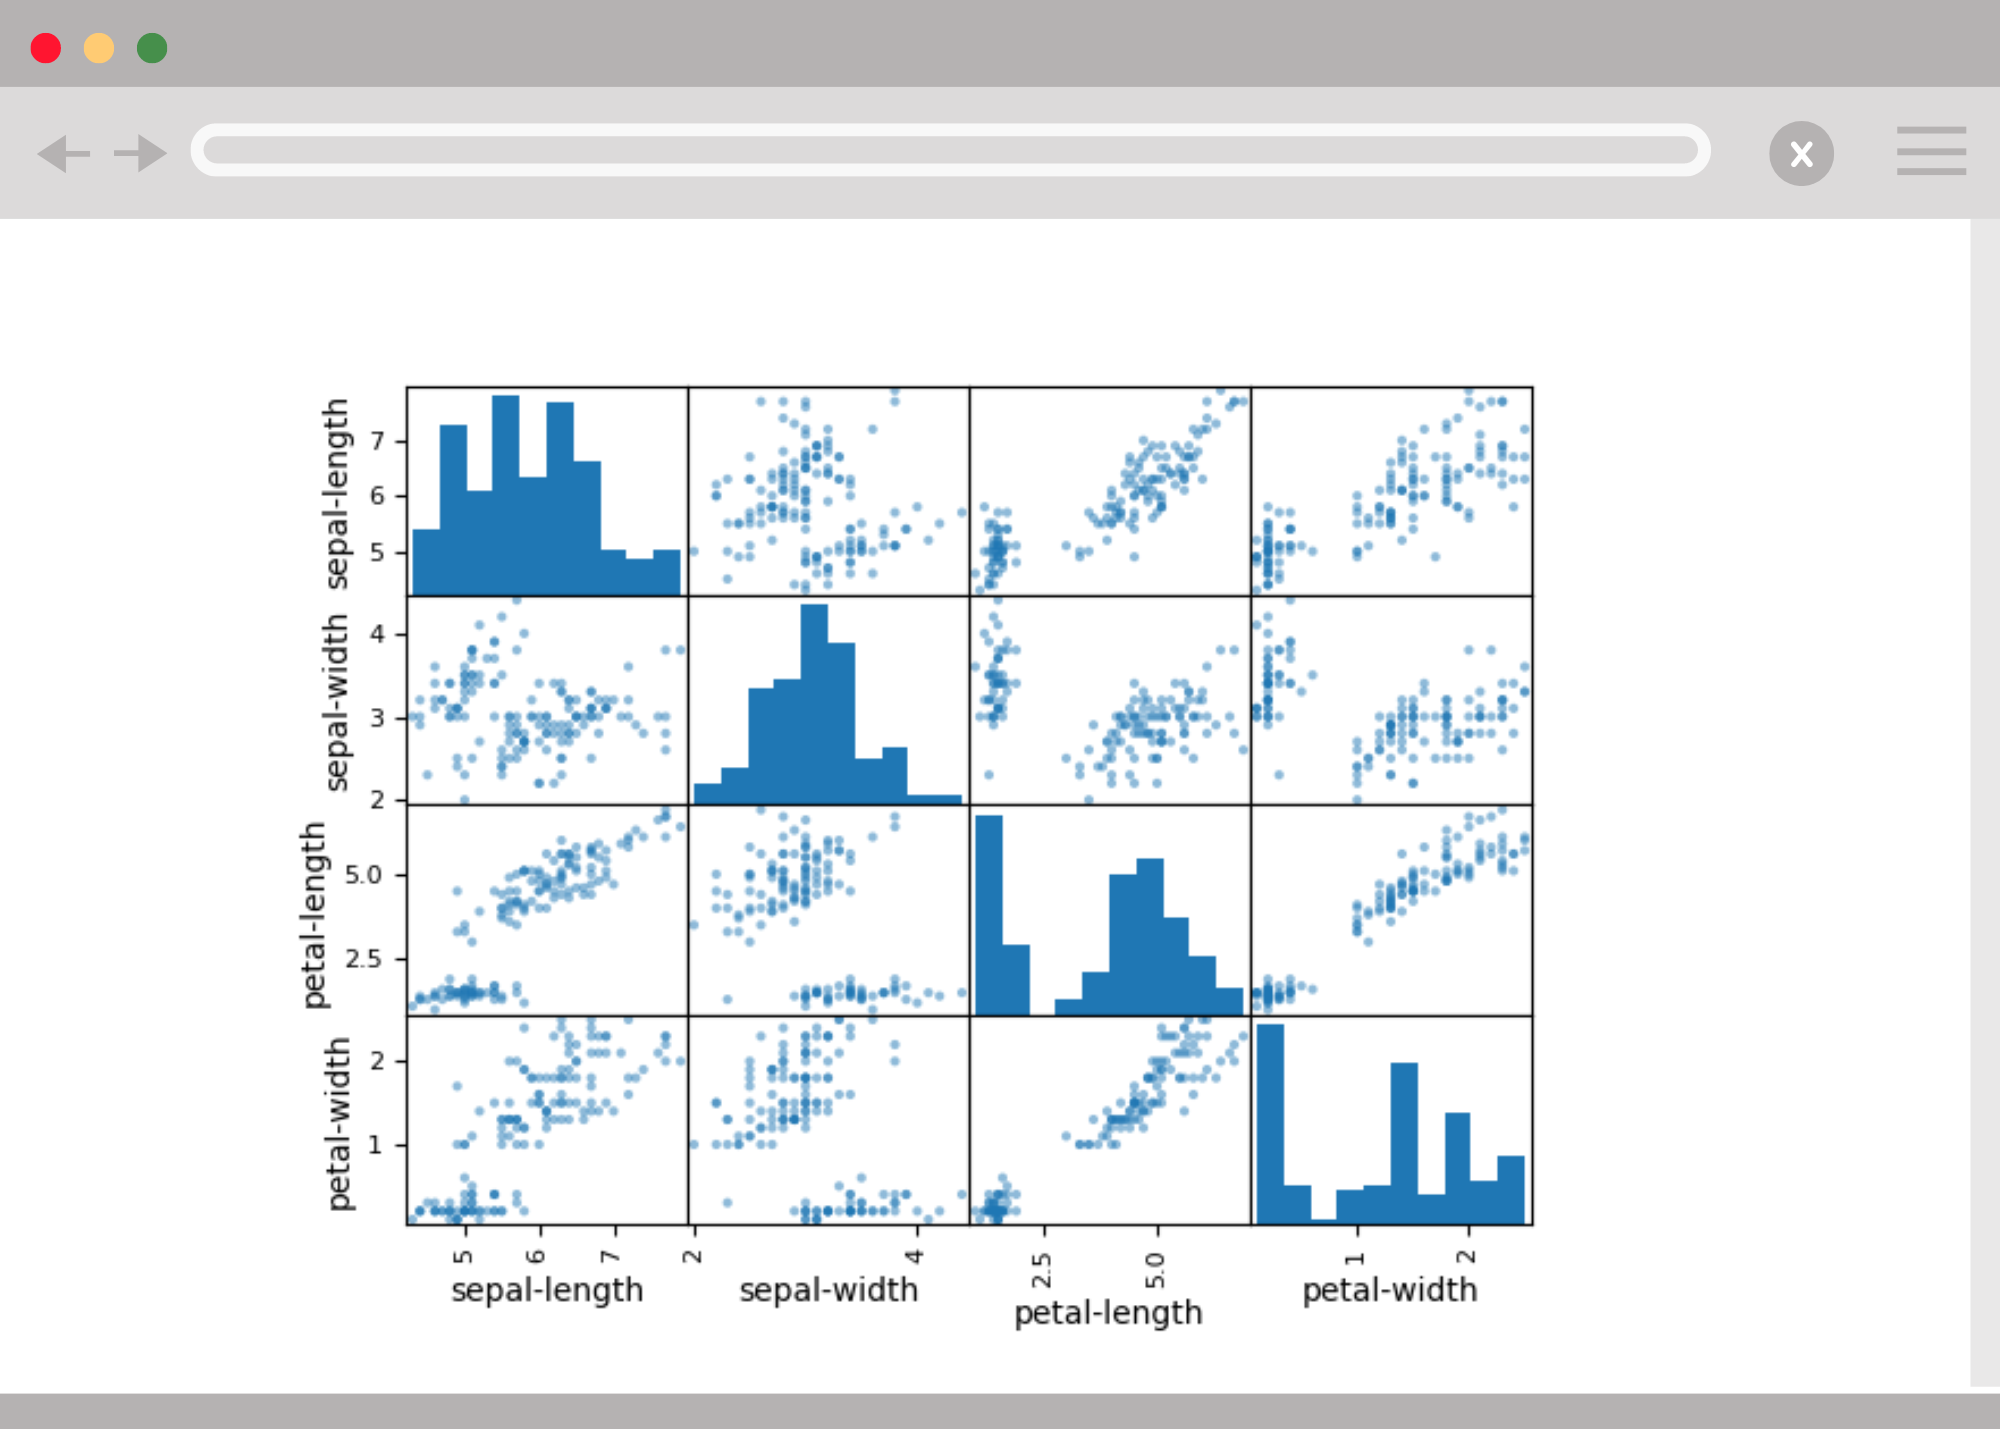 x
sepal-length
7
6
5
sepal-width
4
3
2
petal-length
5.0
2.5
petal-width
2
1
5 6 7 2 4 2.5 5.0 1 2
sepal-length sepal-width petal-length petal-width